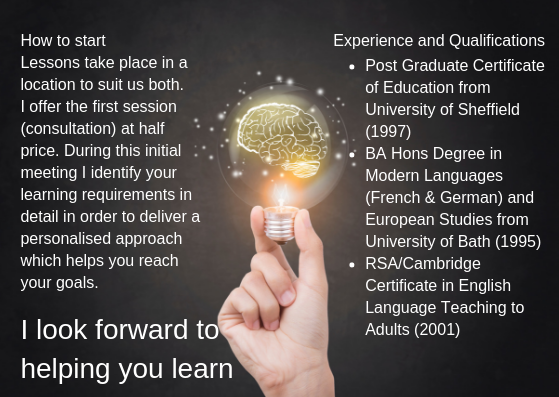 How to start
Lessons take place in a
location to suit us both.
I offer the first session
(consultation) at half
price. During this initial
meeting I identify your
learning requirements in
detail in order to deliver a
personalised approach
which helps you reach
your goals.
I look forward to
helping you learn
Experience and Qualifications
• Post Graduate Certificate
of Education from
University of Sheffield
(1997)
• BA Hons Degree in
Modern Languages
(French & German) and
European Studies from
University of Bath (1995)
• RSA/Cambridge
Certificate in English
Language Teaching to
Adults (2001)